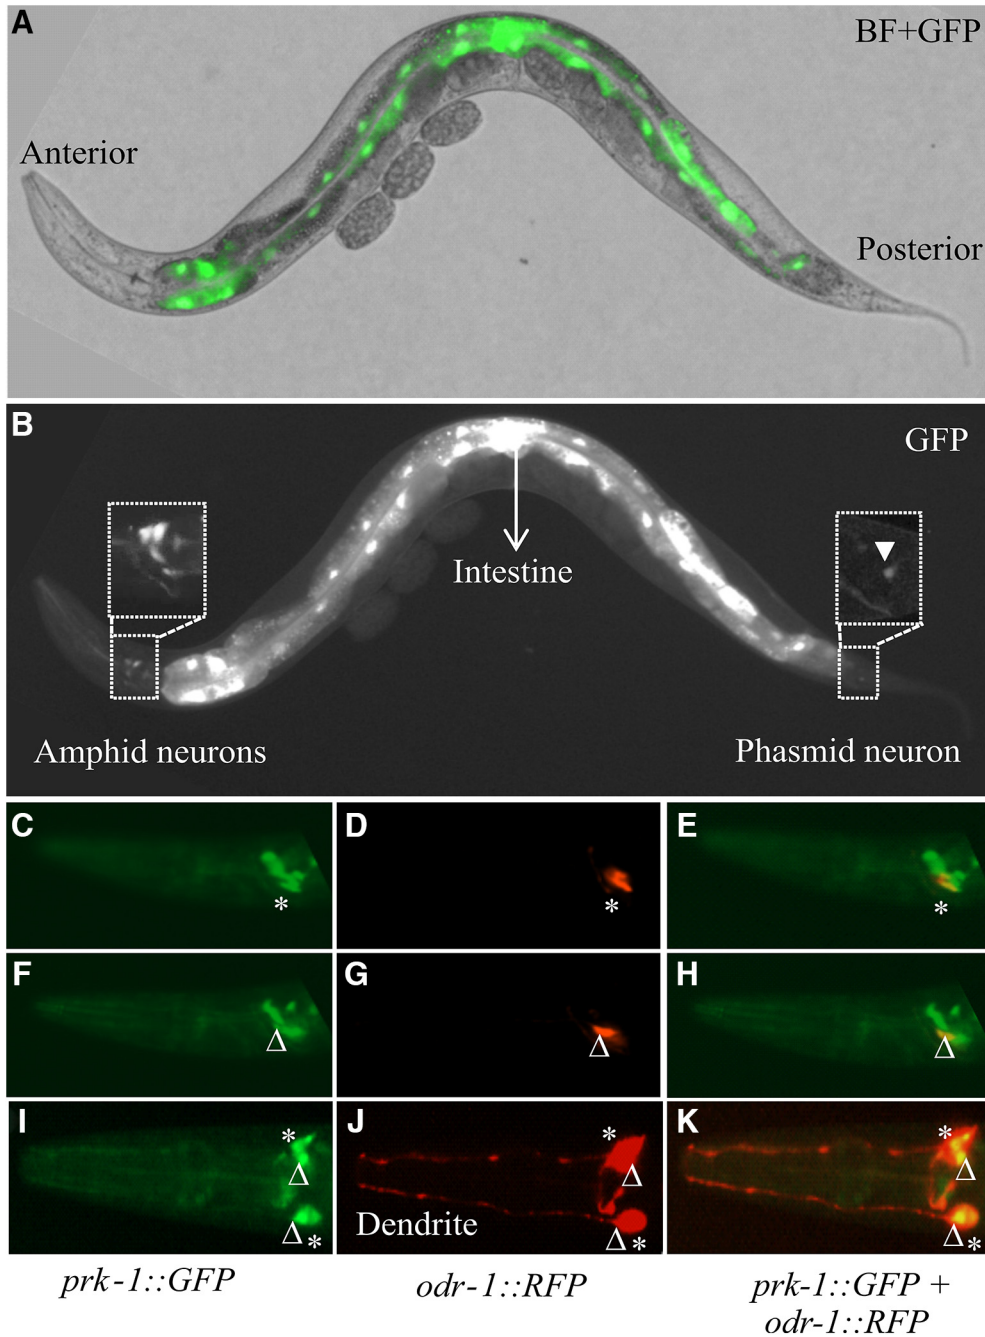 A
BF+GFP
Anterior
Posterior
B
GFP
Intestine
Amphid neurons
Phasmid neuron
C
*
D
*
E
*
F
Δ
G
Δ
H
Δ
I
*
Δ
Δ *
J
*
Δ
Dendrite
Δ *
K
*
Δ
Δ *
prk-1::GFP
odr-1::RFP
prk-1::GFP +
odr-1::RFP